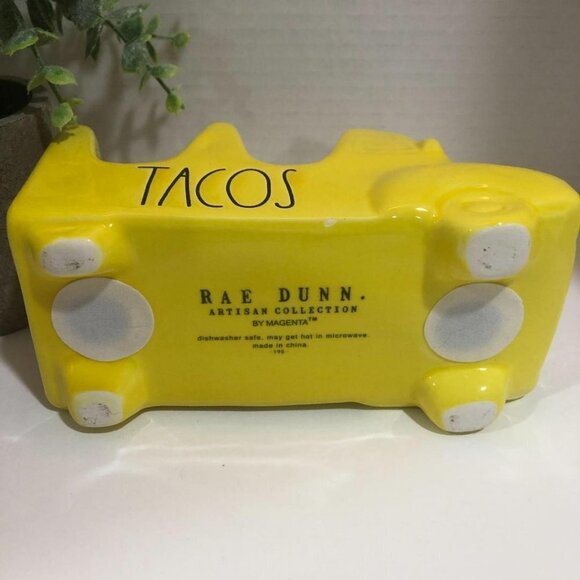 TACOS
RAE DUNN.
ARTISAN COLLECTION
BY MAGENTA™
dishwasher safe. may get hot in microwave.
made in china.